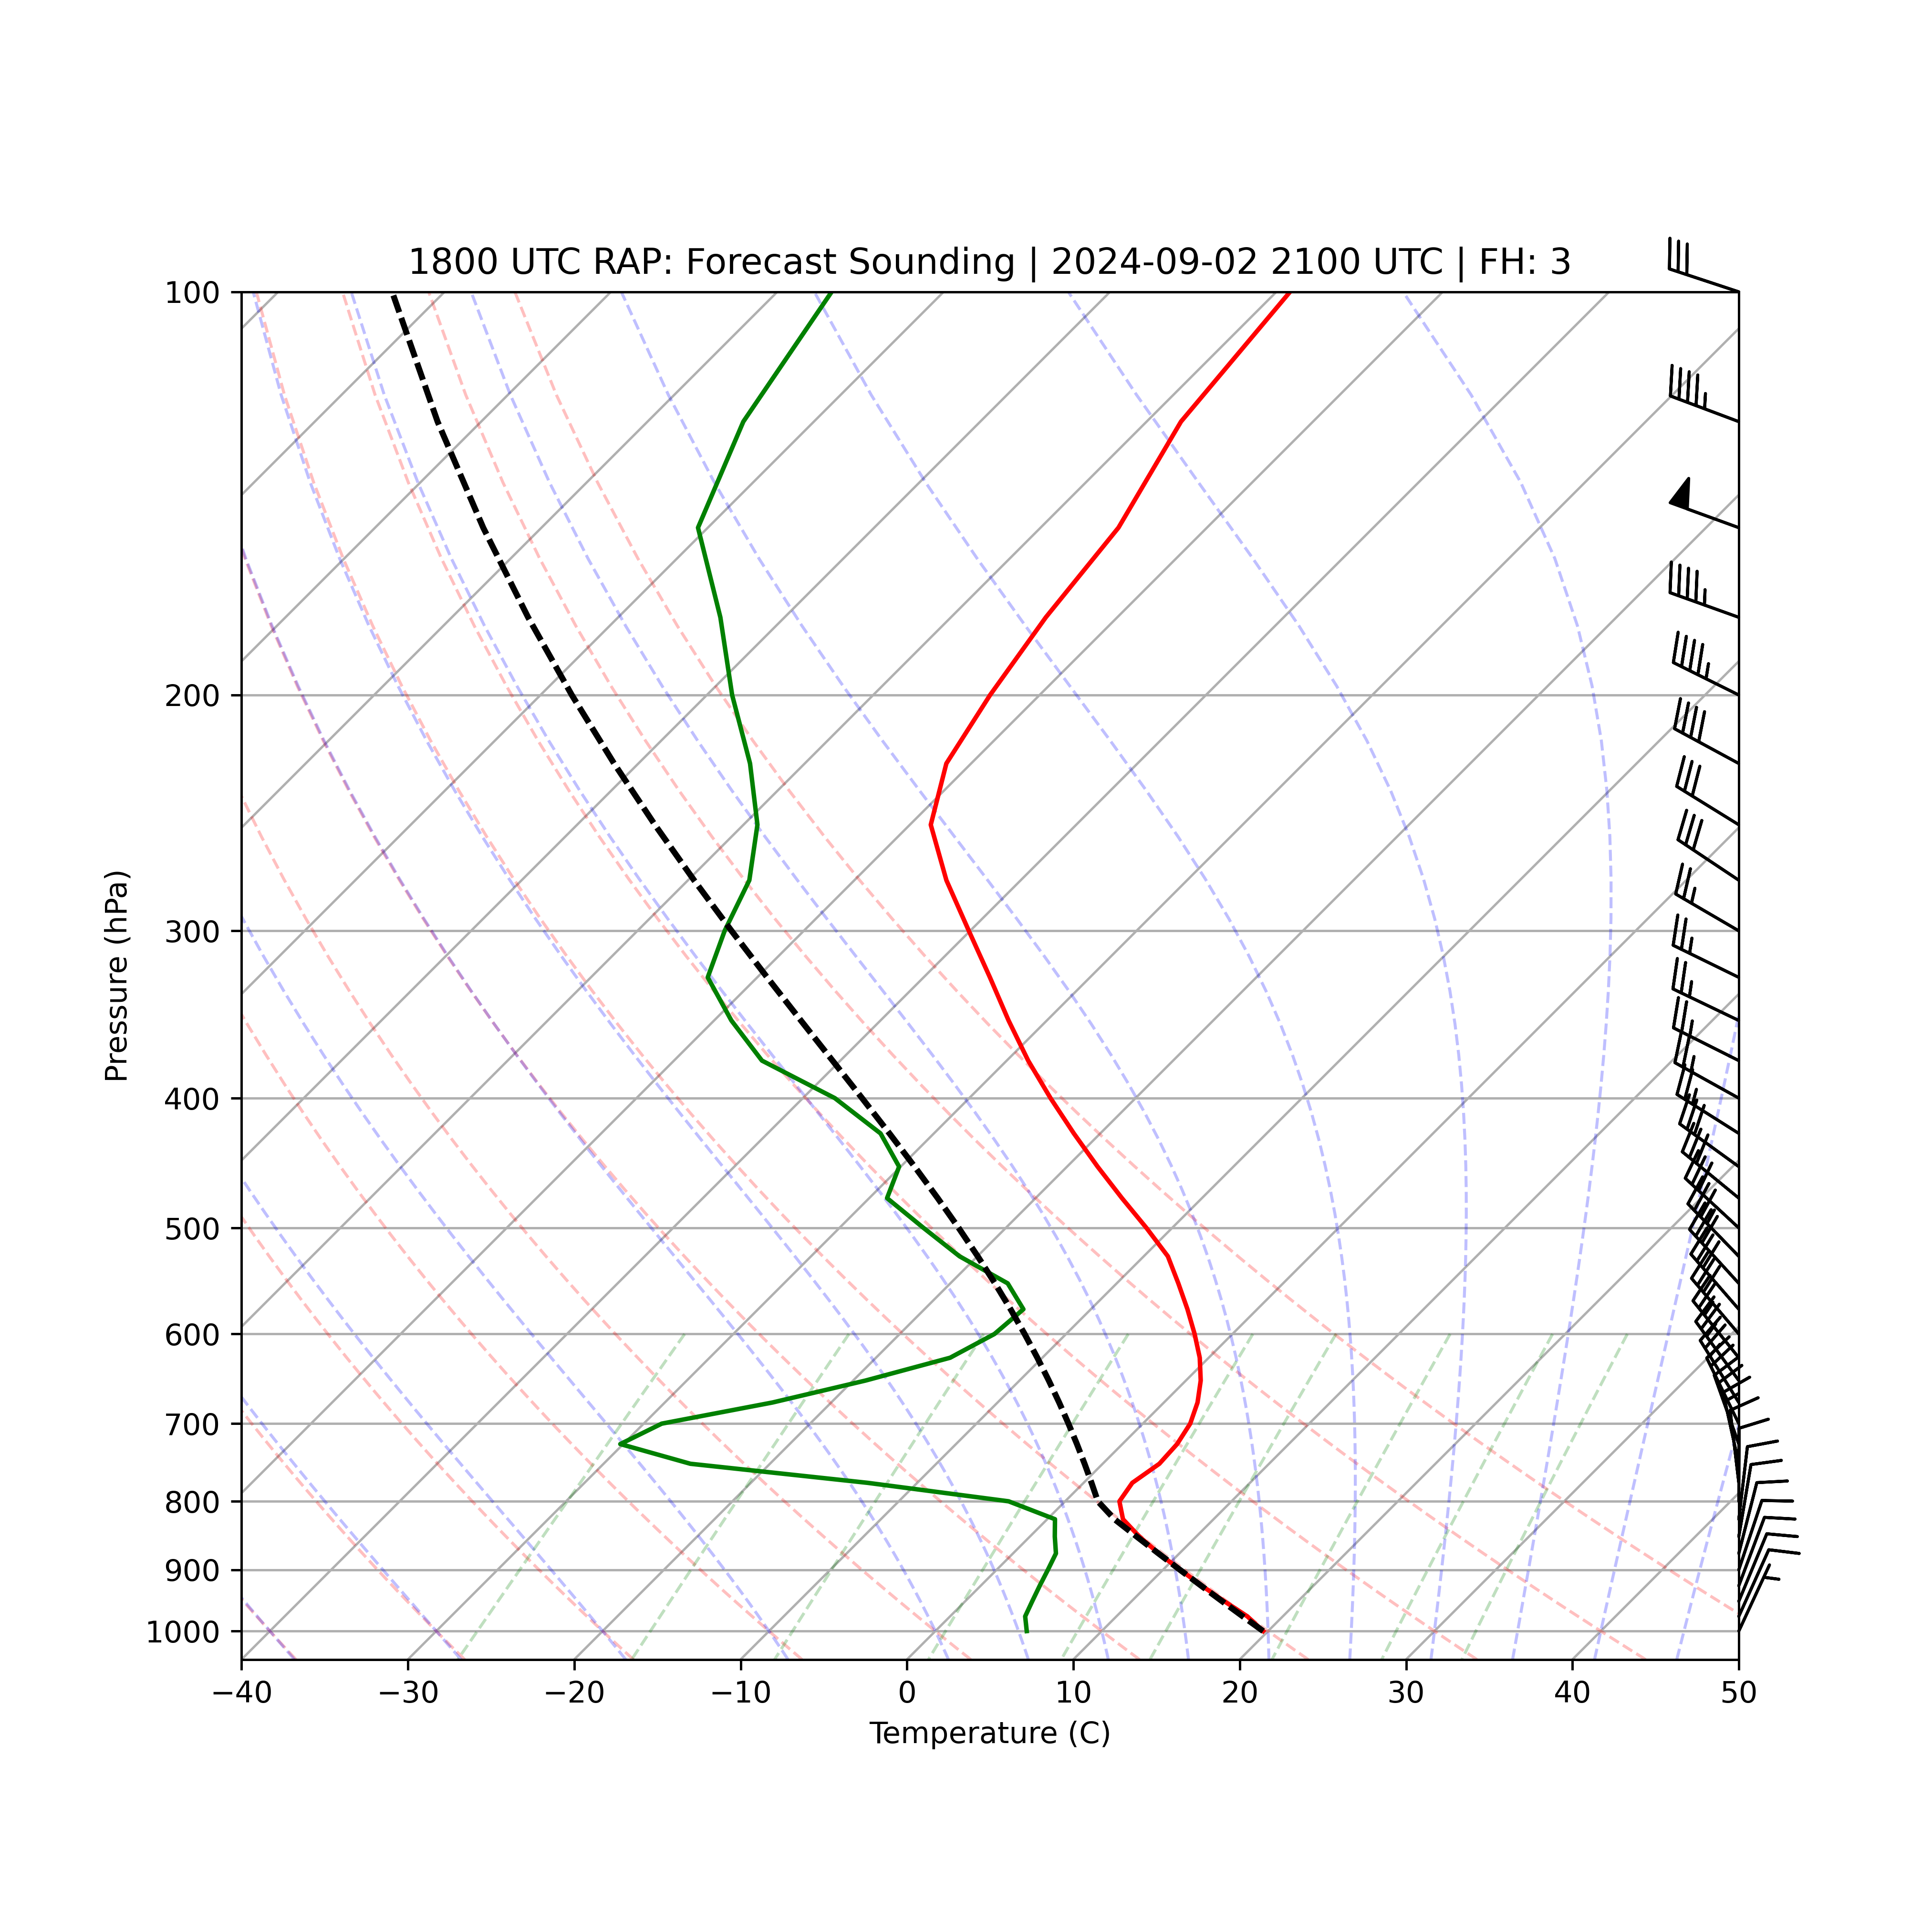 1800 UTC RAP: Forecast Sounding | 2024-09-02 2100 UTC | FH: 3
100
200
300
400
500
600
700
800
900
1000
Pressure (hPa)
−40 −30 −20 −10 0 10 20 30 40 50
Temperature (C)